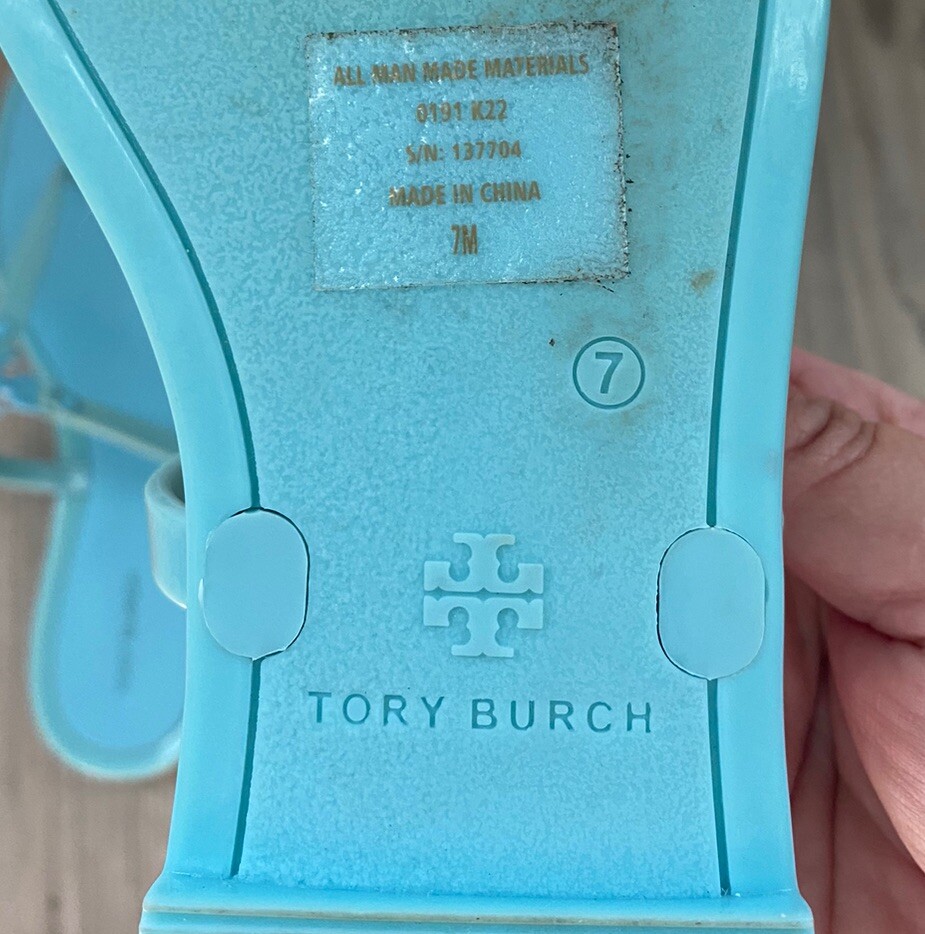 ALL MAN MADE MATERIALS
0191 K22
S/N: 137704
MADE IN CHINA
7M
7
TORY BURCH